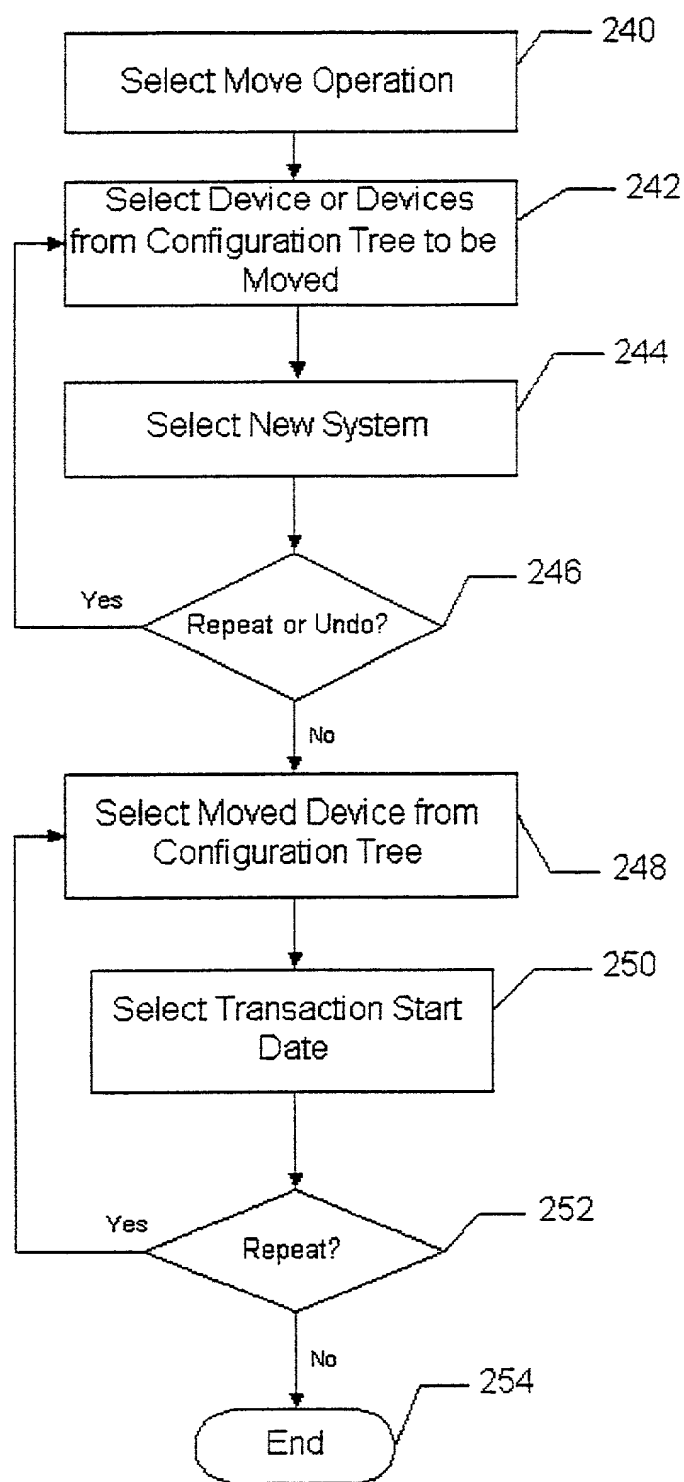 240
Select Move Operation
242
Select Device or Devices
from Configuration Tree to be
Moved
244
Select New System
246
Yes
Repeat or Undo?
No
Select Moved Device from
Configuration Tree
248
250
Select Transaction Start
Date
252
Yes
Repeat?
No
254
End